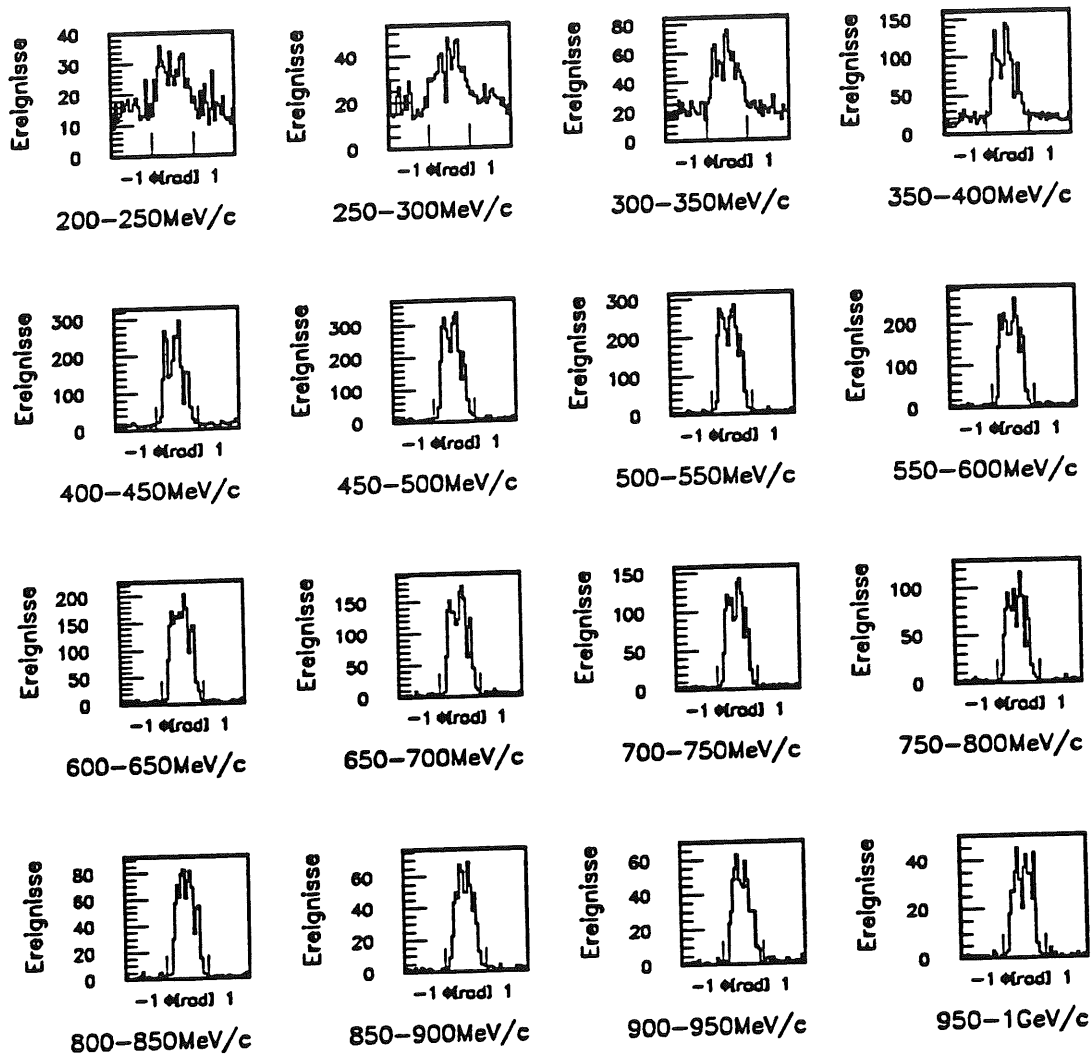 Ereignisse
40
30
20
10
0
-1 Φ[rad] 1
200-250MeV/c
Ereignisse
40
20
0
-1 Φ[rad] 1
250-300MeV/c
Ereignisse
80
60
40
20
0
-1 Φ[rad] 1
300-350MeV/c
Ereignisse
150
100
50
0
-1 Φ[rad] 1
350-400MeV/c
Ereignisse
300
200
100
0
-1 Φ[rad] 1
400-450MeV/c
Ereignisse
300
200
100
0
-1 Φ[rad] 1
450-500MeV/c
Ereignisse
300
200
100
0
-1 Φ[rad] 1
500-550MeV/c
Ereignisse
200
100
0
-1 Φ[rad] 1
550-600MeV/c
Ereignisse
200
150
100
50
0
-1 Φ[rad] 1
600-650MeV/c
Ereignisse
150
100
50
0
-1 Φ[rad] 1
650-700MeV/c
Ereignisse
150
100
50
0
-1 Φ[rad] 1
700-750MeV/c
Ereignisse
100
50
0
-1 Φ[rad] 1
750-800MeV/c
Ereignisse
80
60
40
20
0
-1 Φ[rad] 1
800-850MeV/c
Ereignisse
60
40
20
0
-1 Φ[rad] 1
850-900MeV/c
Ereignisse
60
40
20
0
-1 Φ[rad] 1
900-950MeV/c
Ereignisse
40
20
0
-1 Φ[rad] 1
950-1GeV/c